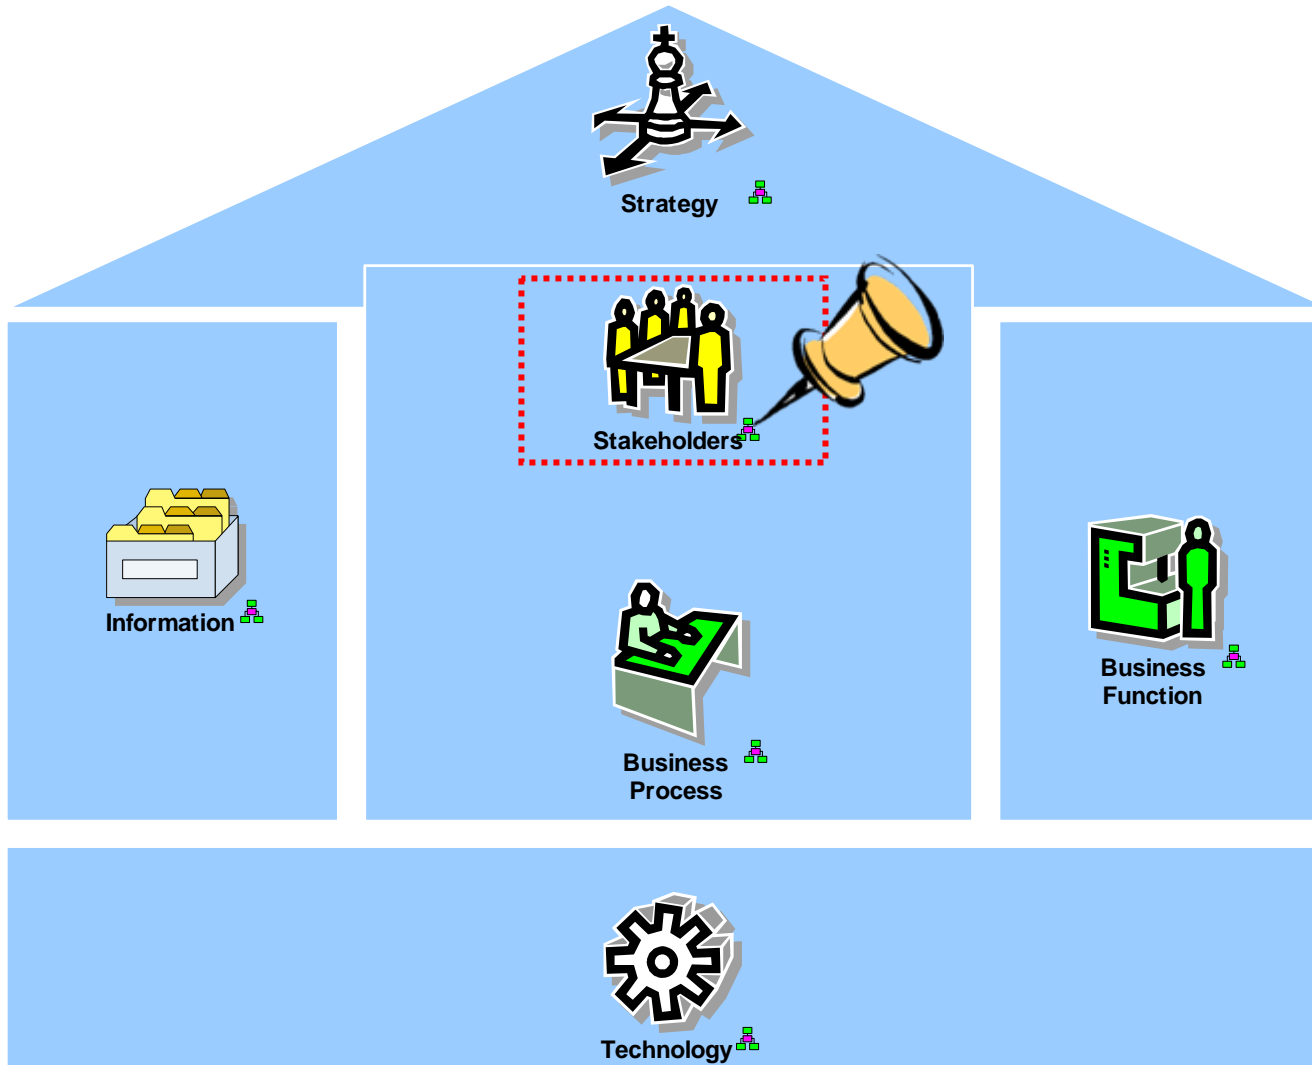 Strategy
Stakeholders
Information
Business
Function
Business
Process
Technology